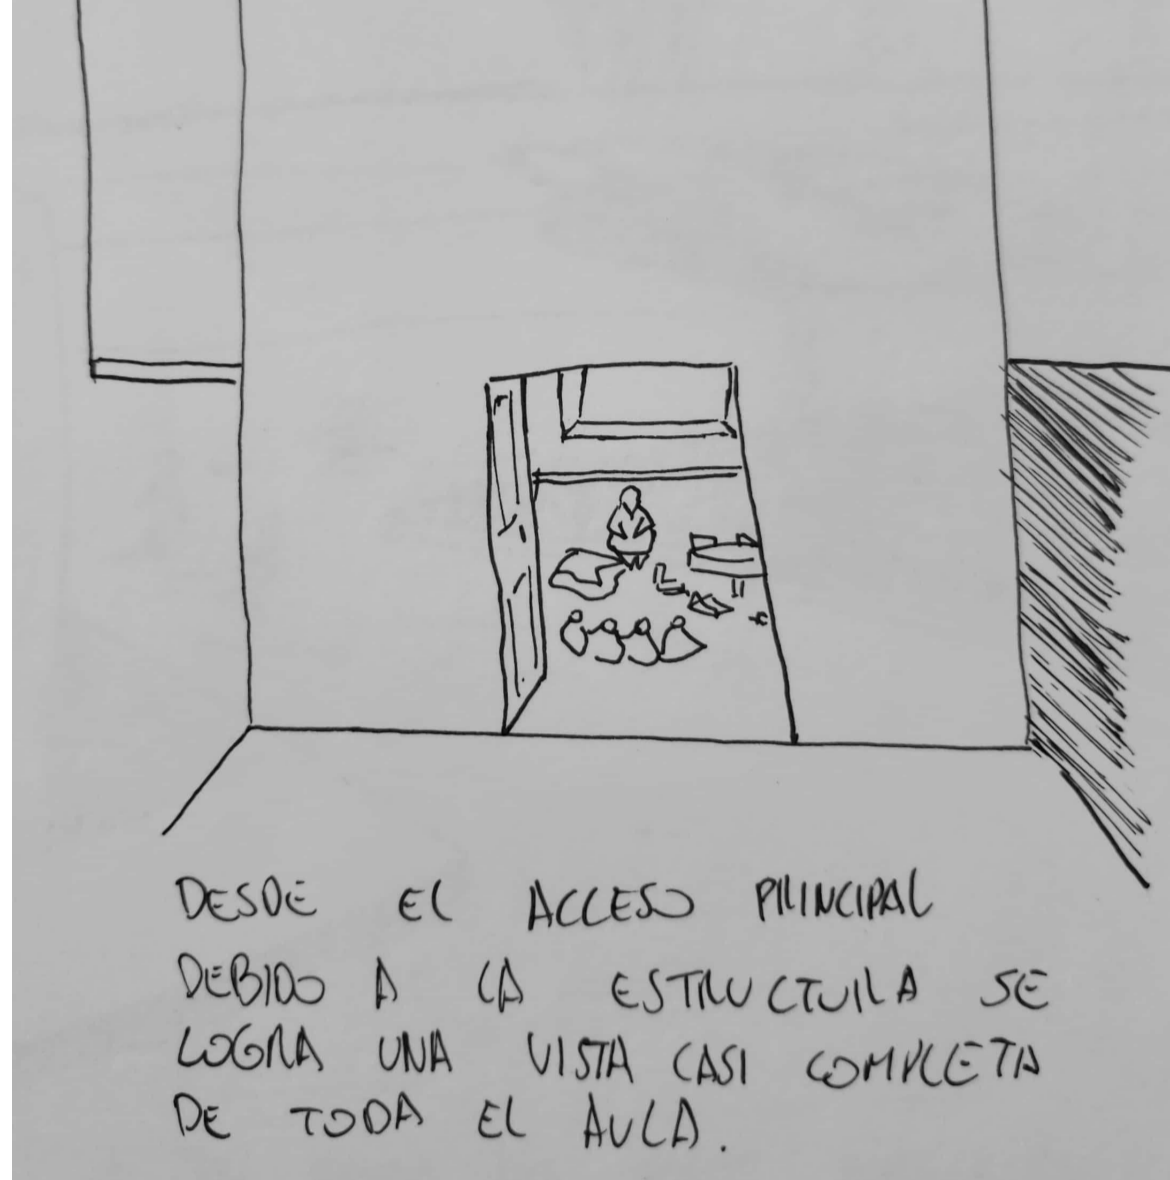 DESDE EL ACCESO PRINCIPAL
DEBIDO A LA ESTRUCTURA SE
LOGRA UNA VISTA CASI COMPLETA
DE TODA EL AULA.